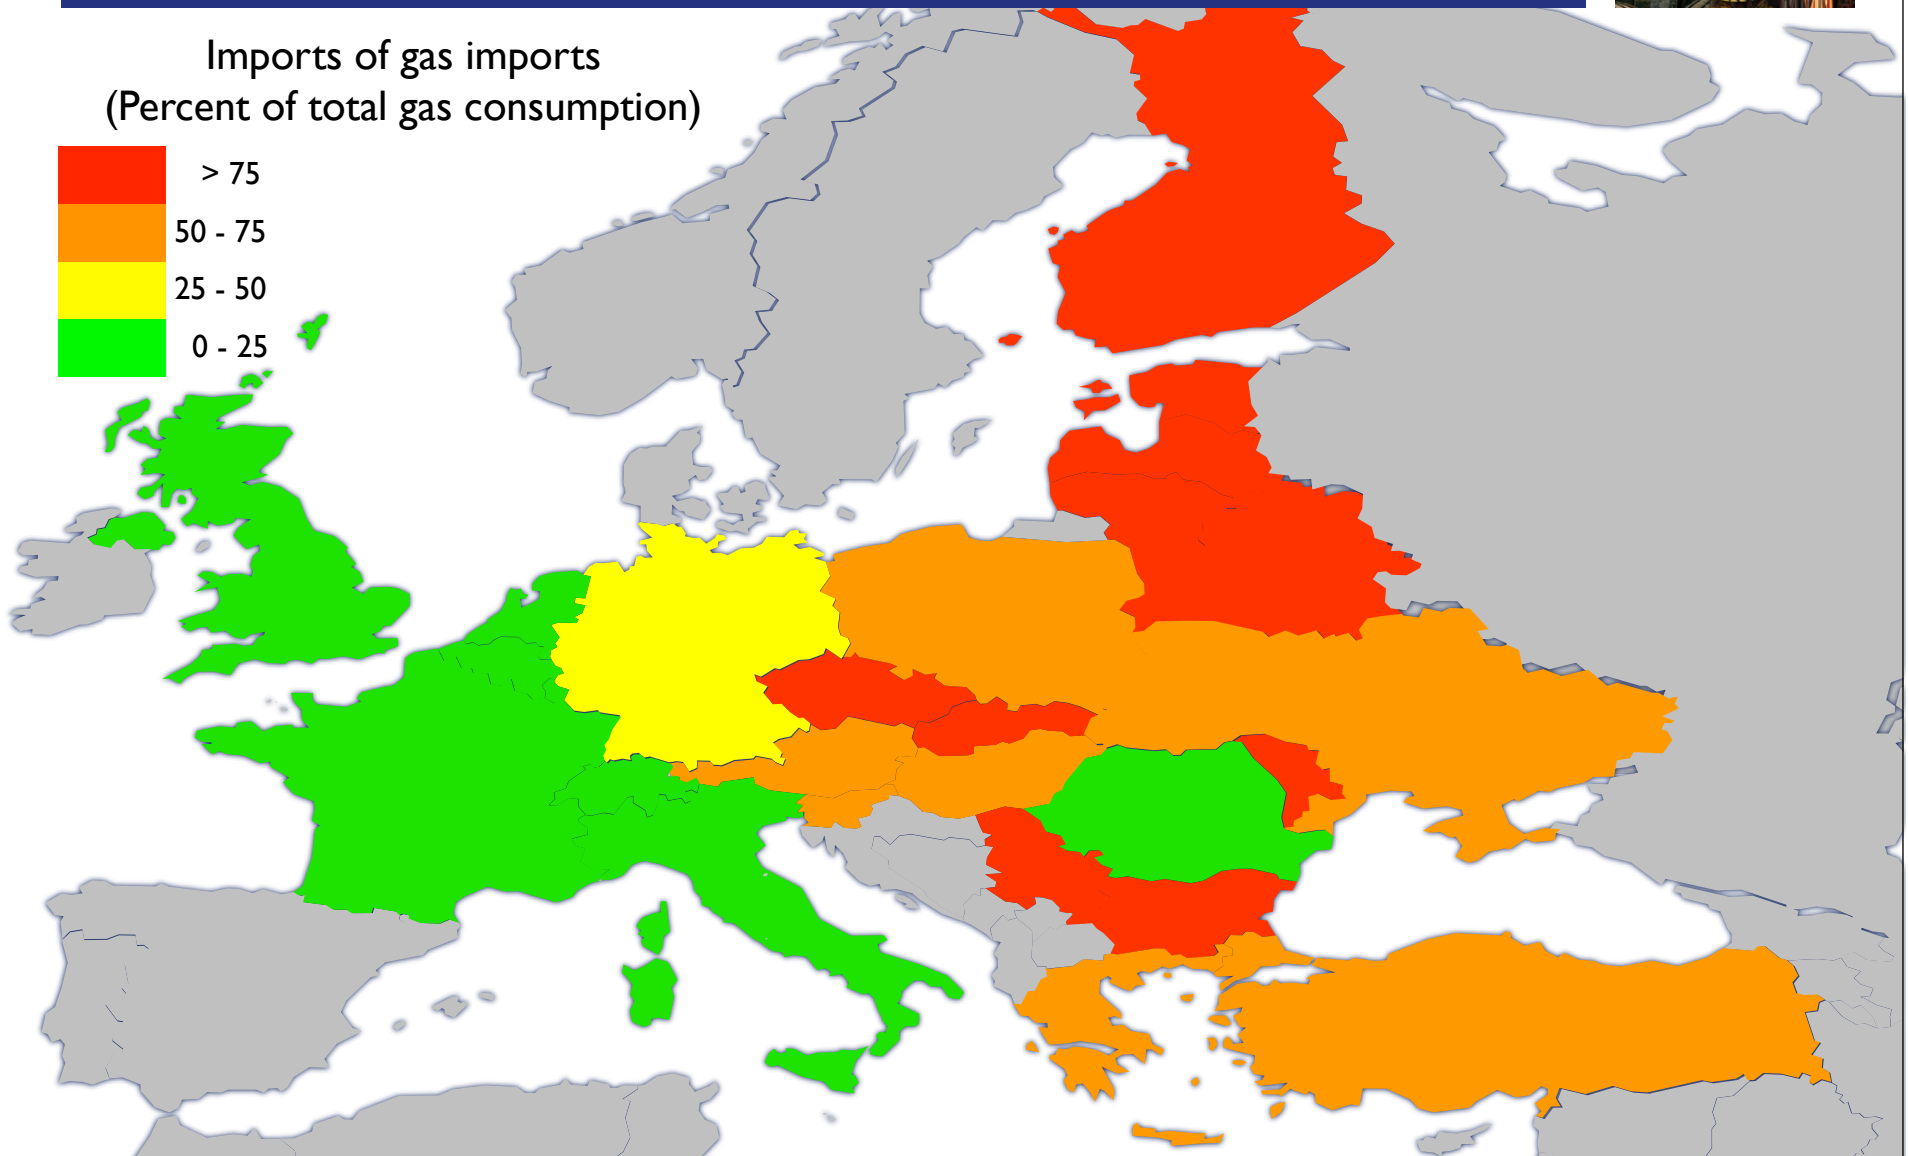 Imports of gas imports
(Percent of total gas consumption)
> 75
50 - 75
25 - 50
0 - 25